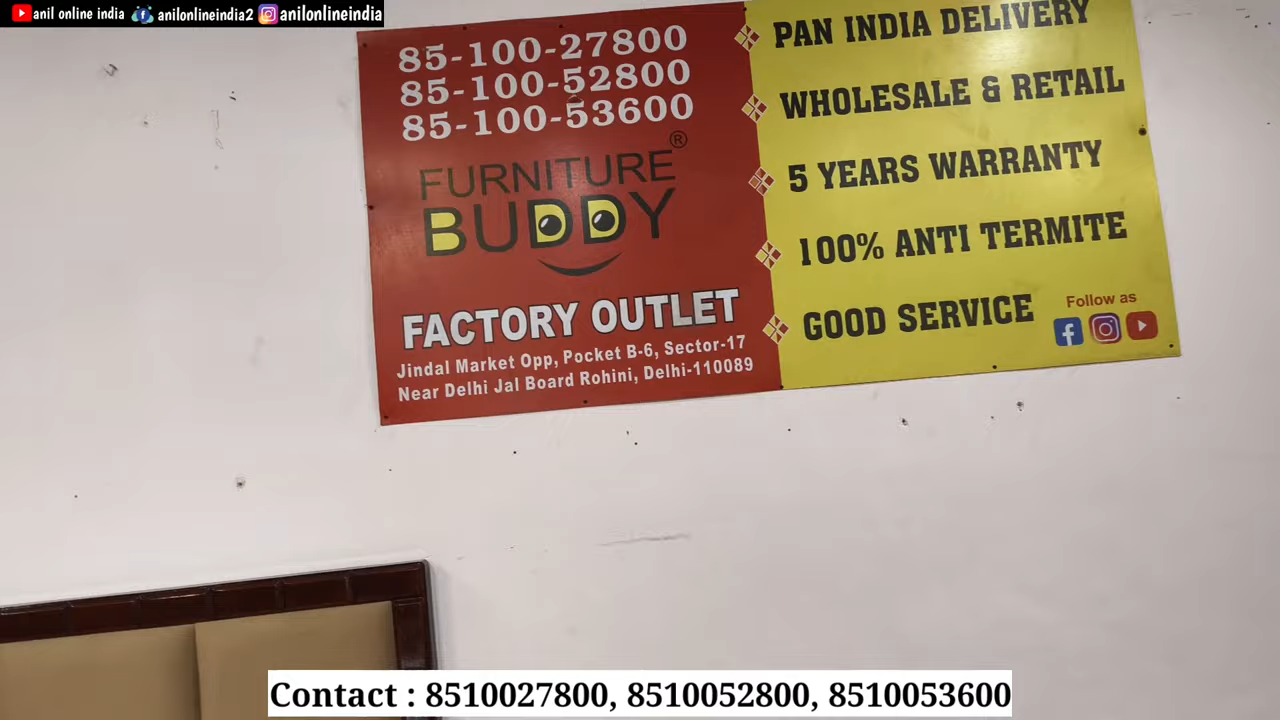 anil online india anilonlineindia2 anilonlineindia
85-100-27800
85-100-52800
85-100-53600
FURNITURE ®
BUDDY
FACTORY OUTLET
Jindal Market Opp, Pocket B-6, Sector-17
Near Delhi Jal Board Rohini, Delhi-110089
PAN INDIA DELIVERY
WHOLESALE & RETAIL
5 YEARS WARRANTY
100% ANTI TERMITE
GOOD SERVICE
Follow as
Contact : 8510027800, 8510052800, 8510053600